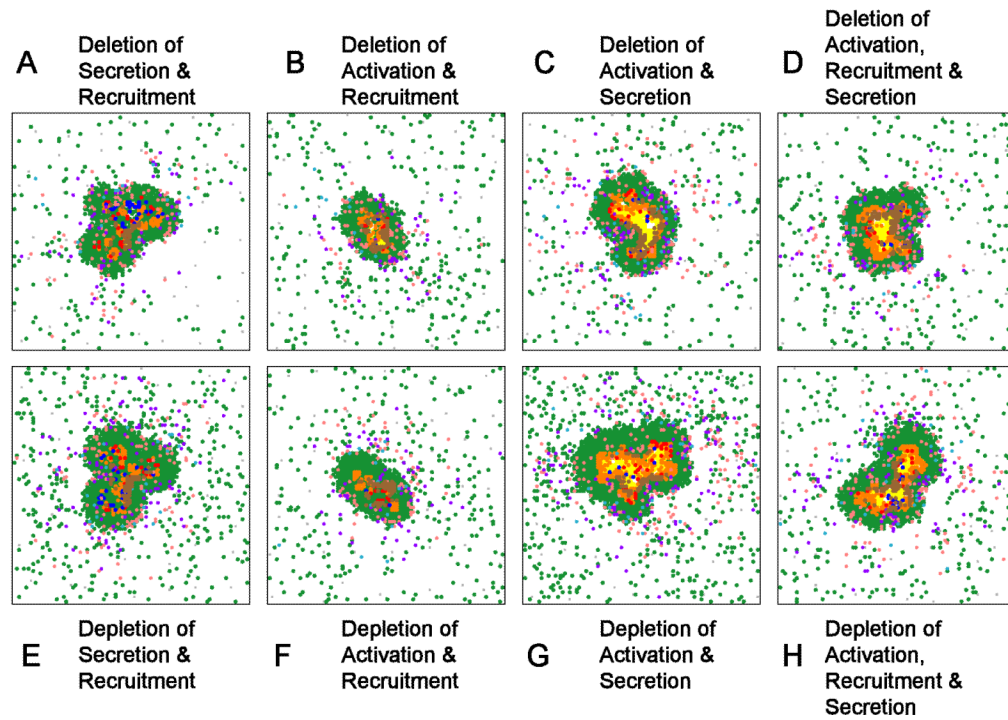 A
Deletion of
Secretion &
Recruitment
B
Deletion of
Activation &
Recruitment
C
Deletion of
Activation &
Secretion
D
Deletion of
Activation,
Recruitment &
Secretion
E
Depletion of
Secretion &
Recruitment
F
Depletion of
Activation &
Recruitment
G
Depletion of
Activation &
Secretion
H
Depletion of
Activation,
Recruitment &
Secretion